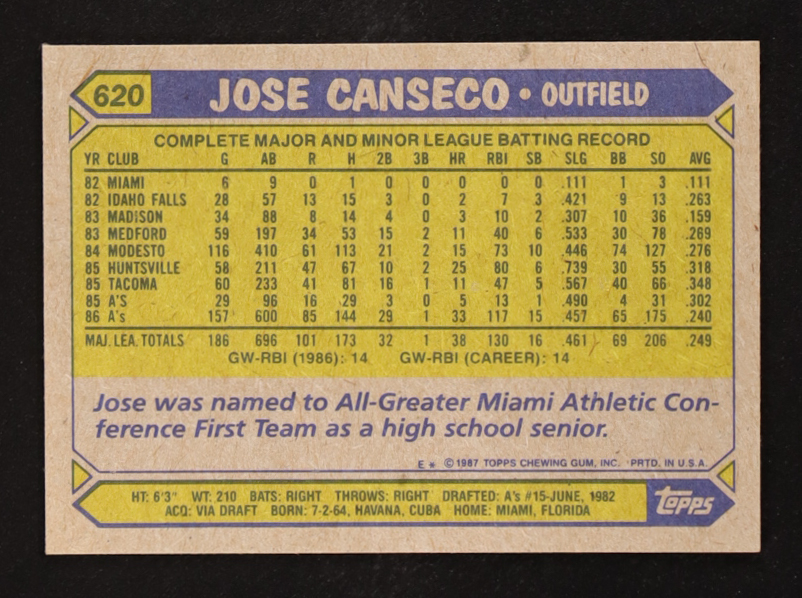 620 JOSE CANSECO • OUTFIELD
COMPLETE MAJOR AND MINOR LEAGUE BATTING RECORD
YR CLUB G AB R H 2B 3B HR RBI SB SLG BB SO AVG
82 MIAMI 6 9 0 1 0 0 0 0 0 .111 1 3 .111
82 IDAHO FALLS 28 57 13 15 3 0 2 7 3 .421 9 13 .263
83 MADISON 34 88 8 14 4 0 3 10 2 .307 10 36 .159
83 MEDFORD 59 197 34 53 15 2 11 40 6 .533 30 78 .269
84 MODESTO 116 410 61 113 21 2 15 73 10 .446 74 127 .276
85 HUNTSVILLE 58 211 47 67 10 2 25 80 6 .739 30 55 .318
85 TACOMA 60 233 41 81 16 1 11 47 5 .567 40 66 .348
85 A'S 29 96 16 29 3 0 5 13 1 .490 4 31 .302
86 A's 157 600 85 144 29 1 33 117 15 .457 65 175 .240
MAJ. LEA. TOTALS 186 696 101 173 32 1 38 130 16 .461 69 206 .249
GW-RBI (1986): 14 GW-RBI (CAREER): 14
Jose was named to All-Greater Miami Athletic Con-
ference First Team as a high school senior.
E * © 1987 TOPPS CHEWING GUM, INC. PRTD. IN U.S.A.
HT: 6'3" WT: 210 BATS: RIGHT THROWS: RIGHT DRAFTED: A's #15-JUNE, 1982
ACQ: VIA DRAFT BORN: 7-2-64, HAVANA, CUBA HOME: MIAMI, FLORIDA
topps